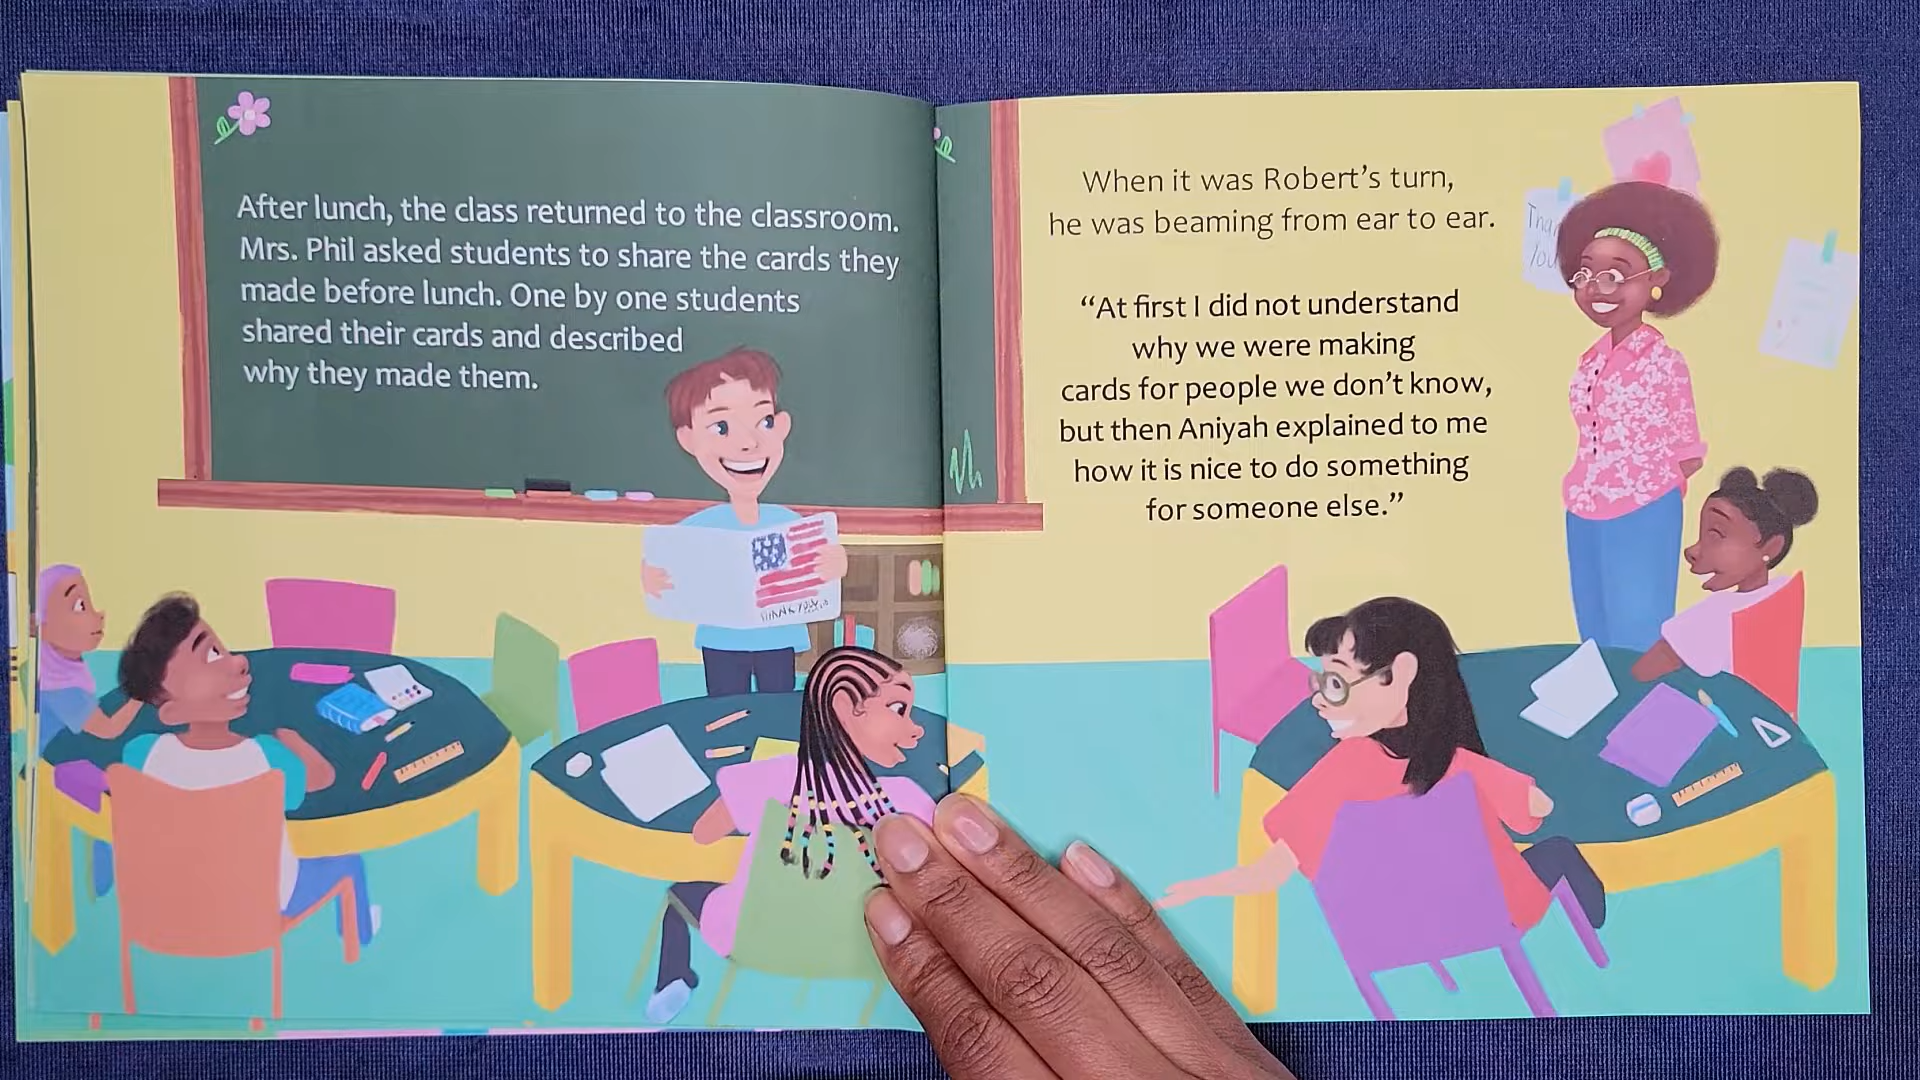 After lunch, the class returned to the classroom.
Mrs. Phil asked students to share the cards they
made before lunch. One by one students
shared their cards and described
why they made them.
THANK YOU
When it was Robert’s turn,
he was beaming from ear to ear.
“At first I did not understand
why we were making
cards for people we don’t know,
but then Aniyah explained to me
how it is nice to do something
for someone else.”